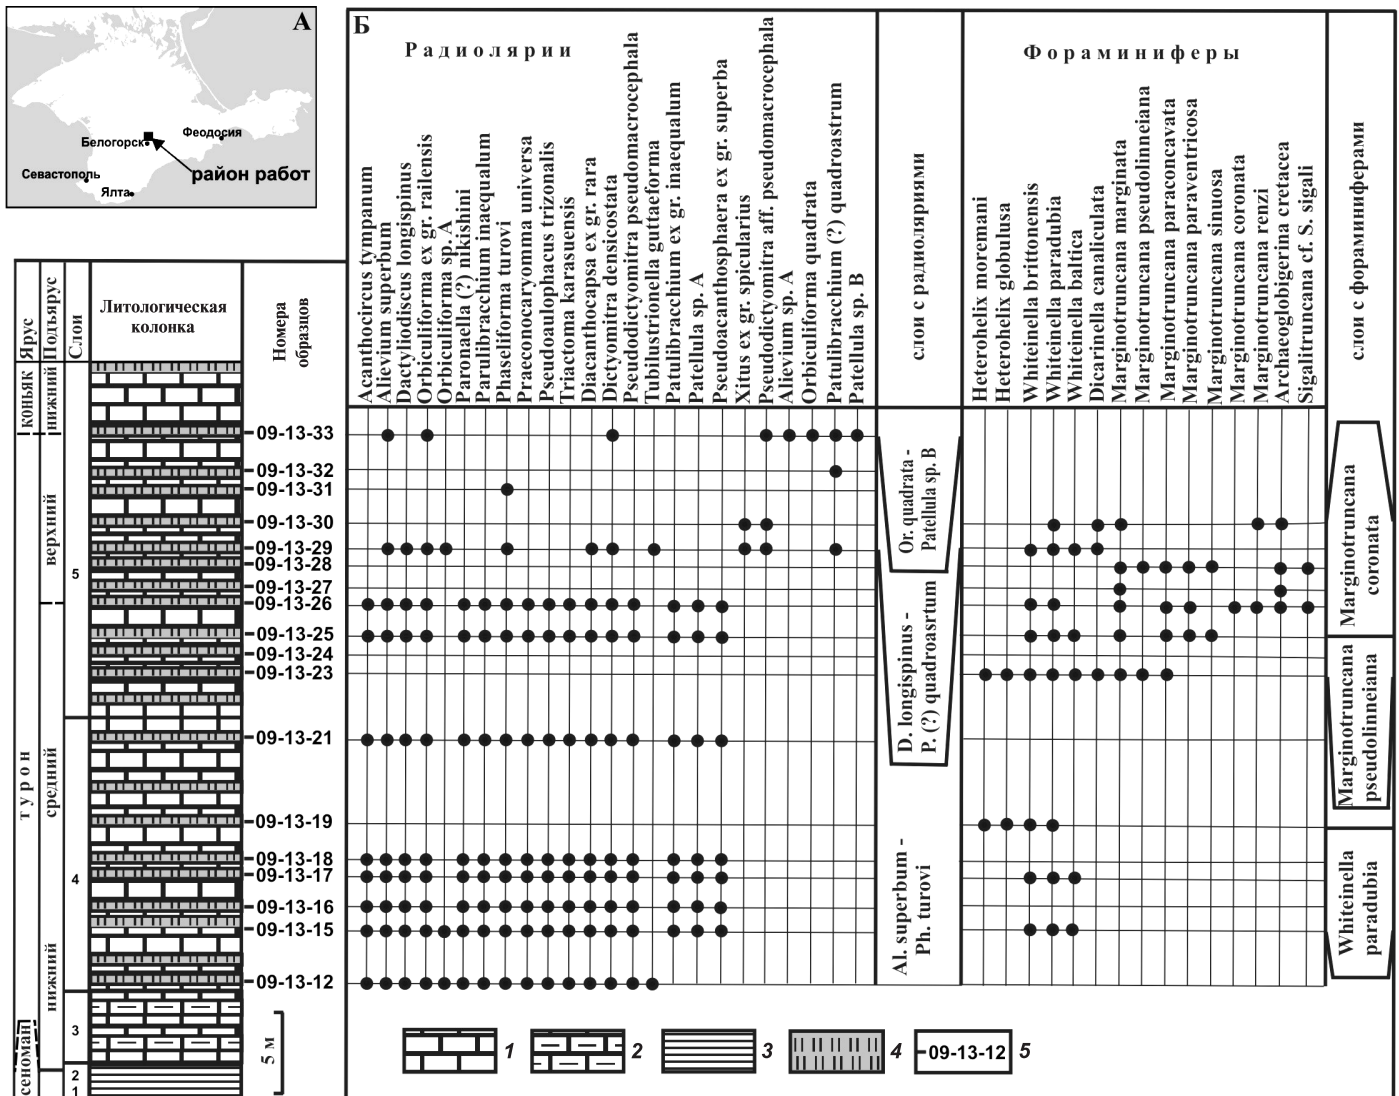 А
Белогорск
Феодосия
Севастополь
Ялта
район работ
Б
Радиолярии
Фораминиферы
Ярус
Подъярус
Слои
Литологическая
колонка
Номера
образцов
Acanthocircus tympanum
Alievium superbum
Dactyliodiscus longispinus
Orbiculiforma ex gr. railensis
Orbiculiforma sp. A
Paronaella (?) nikishini
Parulibracchium inaequalum
Phaseliforma turovi
Praeconocaryomma universa
Pseudoaulophacus trizonalis
Triactoma karasuensis
Diacanthocapsa ex gr. rara
Dictyomitra densicostata
Pseudodictyomitra pseudomacrocephala
Tubilustrionella guttaeforma
Patulibracchium ex gr. inaequalum
Patellula sp. A
Pseudoacanthosphaera ex gr. superba
Xitus ex gr. spicularius
Pseudodictyomitra aff. pseudomacrocephala
Alievium sp. A
Orbiculiforma quadrata
Patulibracchium (?) quadroastrum
Patellula sp. B
слои с радиоляриями
Heterohelix moremani
Heterohelix globulusa
Whiteinella brittonensis
Whiteinella paradubia
Whiteinella baltica
Dicarinella canaliculata
Marginotruncana marginata
Marginotruncana pseudolinneiana
Marginotruncana paraconcavata
Marginotruncana paraventricosa
Marginotruncana sinuosa
Marginotruncana coronata
Marginotruncana renzi
Archaeoglobigerina cretacea
Sigalitruncana cf. S. sigali
слои с фораминиферами
коньяк
нижний
турон
верхний
средний
нижний
сеноман
5
4
3
2
1
09-13-33
09-13-32
09-13-31
09-13-30
09-13-29
09-13-28
09-13-27
09-13-26
09-13-25
09-13-24
09-13-23
09-13-21
09-13-19
09-13-18
09-13-17
09-13-16
09-13-15
09-13-12
Or. quadrata -
Patellula sp. B
D. longispinus -
P. (?) quadroasrtum
Al. superbum -
Ph. turovi
Marginotruncana
coronata
Marginotruncana
pseudolinneiana
Whiteinella
paradubia
5 м
1
2
3
4
09-13-12
5